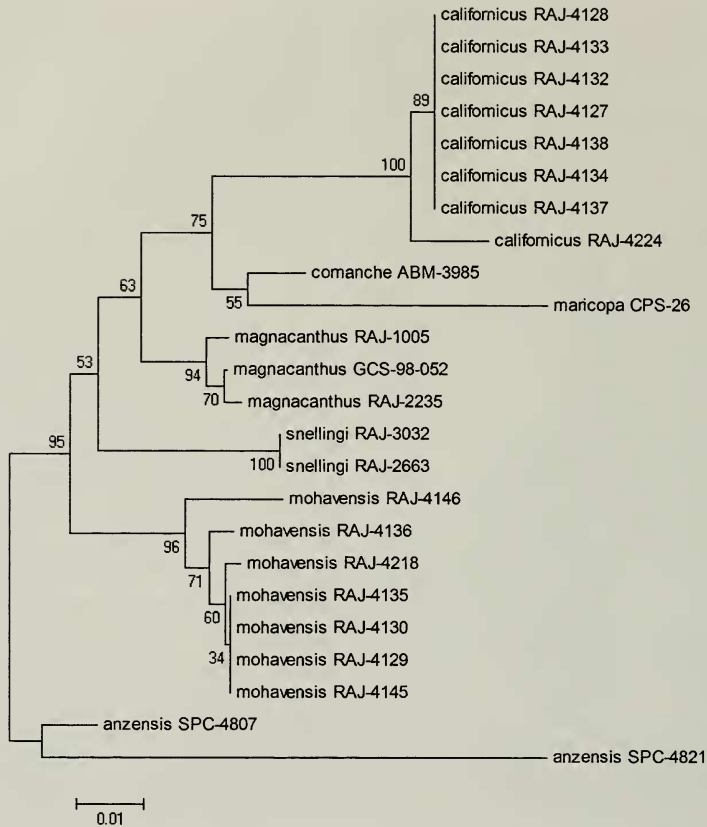 californicus RAJ-4128
californicus RAJ-4133
californicus RAJ-4132
89
californicus RAJ-4127
californicus RAJ-4138
100
californicus RAJ-4134
californicus RAJ-4137
75
californicus RAJ-4224
comanche ABM-3985
63
55
maricopa CPS-26
magnacanthus RAJ-1005
53
94
magnacanthus GCS-98-052
70
magnacanthus RAJ-2235
95
snellingi RAJ-3032
100
snellingi RAJ-2663
mohavensis RAJ-4146
96
mohavensis RAJ-4136
71
mohavensis RAJ-4218
mohavensis RAJ-4135
60
mohavensis RAJ-4130
34
mohavensis RAJ-4129
mohavensis RAJ-4145
anzensis SPC-4807
anzensis SPC-4821
0.01